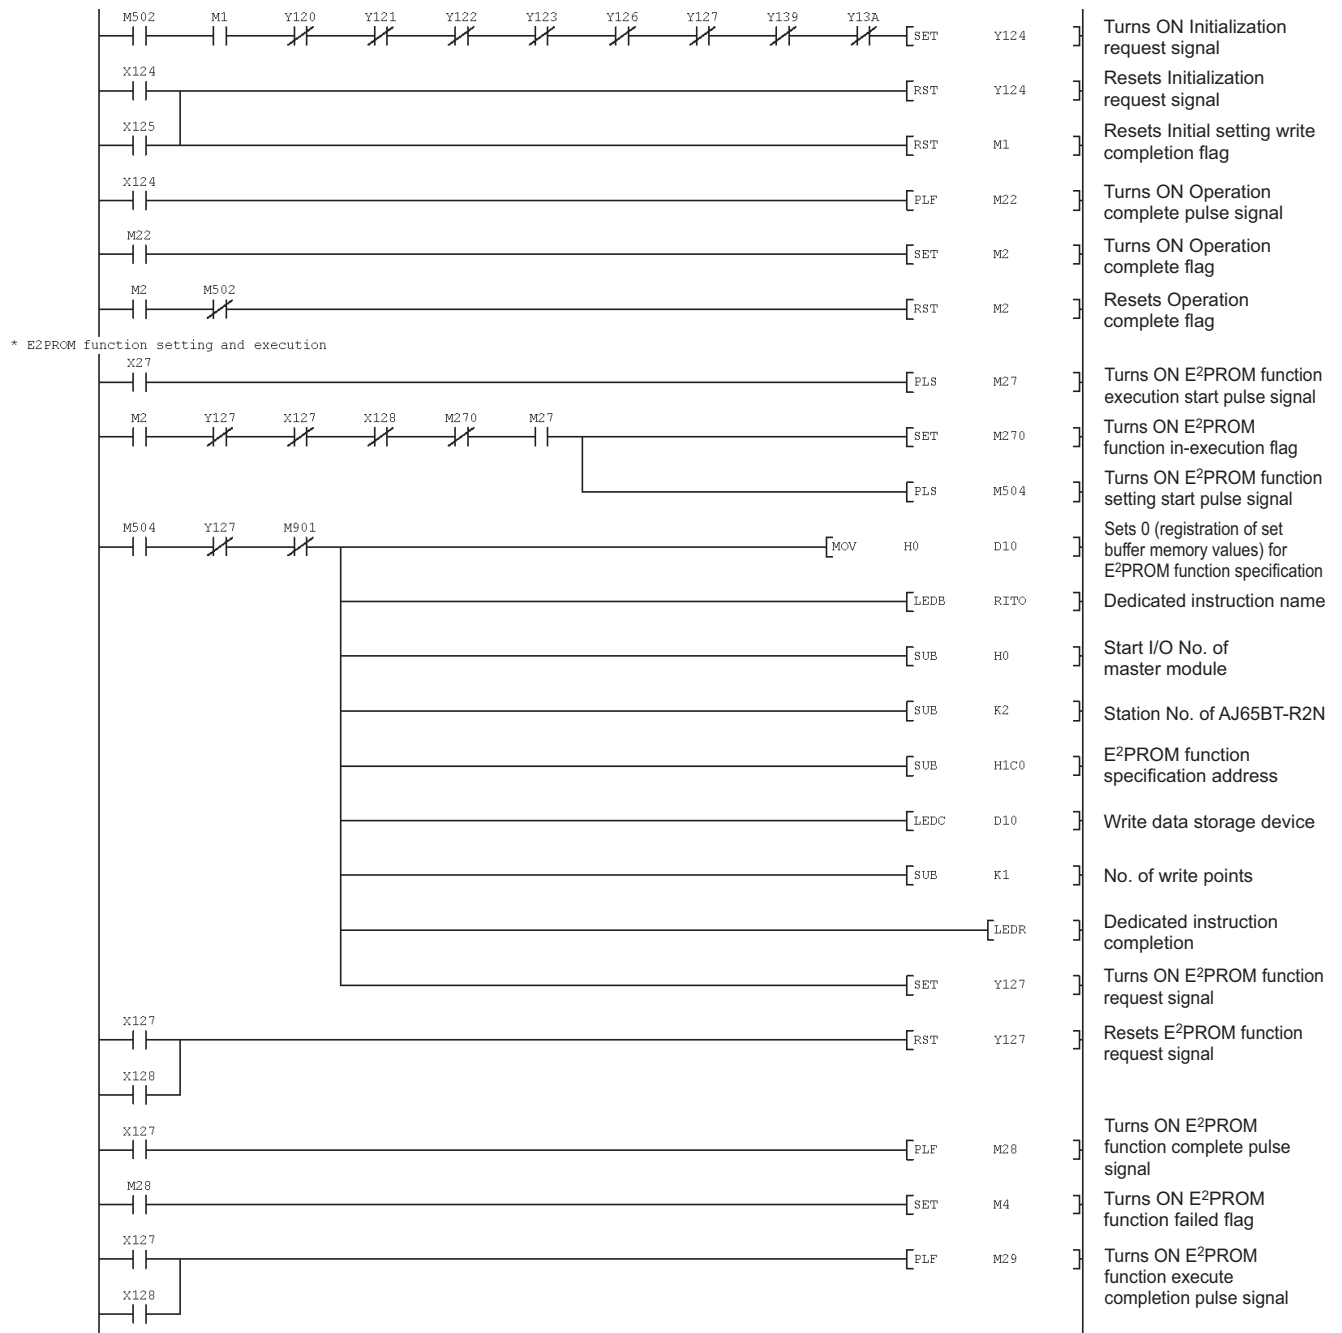 M502 M1 Y120 Y121 Y122 Y123 Y126 Y127 Y139 Y13A
SET Y124
Turns ON Initialization
request signal
X124
RST Y124
Resets Initialization
request signal
X125
RST M1
Resets Initial setting write
completion flag
X124
PLF M22
Turns ON Operation
complete pulse signal
M22
SET M2
Turns ON Operation
complete flag
M2 M502
RST M2
Resets Operation
complete flag
* E2PROM function setting and execution
X27
PLS M27
Turns ON E2PROM function
execution start pulse signal
M2 Y127 X127 X128 M270 M27
SET M270
Turns ON E2PROM
function in-execution flag
PLS M504
Turns ON E2PROM function
setting start pulse signal
M504 Y127 M901
MOV H0 D10
Sets 0 (registration of set
buffer memory values) for
E2PROM function specification
LEDB RITO
Dedicated instruction name
SUB H0
Start I/O No. of
master module
SUB K2
Station No. of AJ65BT-R2N
SUB H1C0
E2PROM function
specification address
LEDC D10
Write data storage device
SUB K1
No. of write points
LEDR
Dedicated instruction
completion
SET Y127
Turns ON E2PROM function
request signal
X127
RST Y127
Resets E2PROM function
request signal
X128
X127
PLF M28
Turns ON E2PROM
function complete pulse
signal
M28
SET M4
Turns ON E2PROM
function failed flag
X127
PLF M29
Turns ON E2PROM
function execute
completion pulse signal
X128